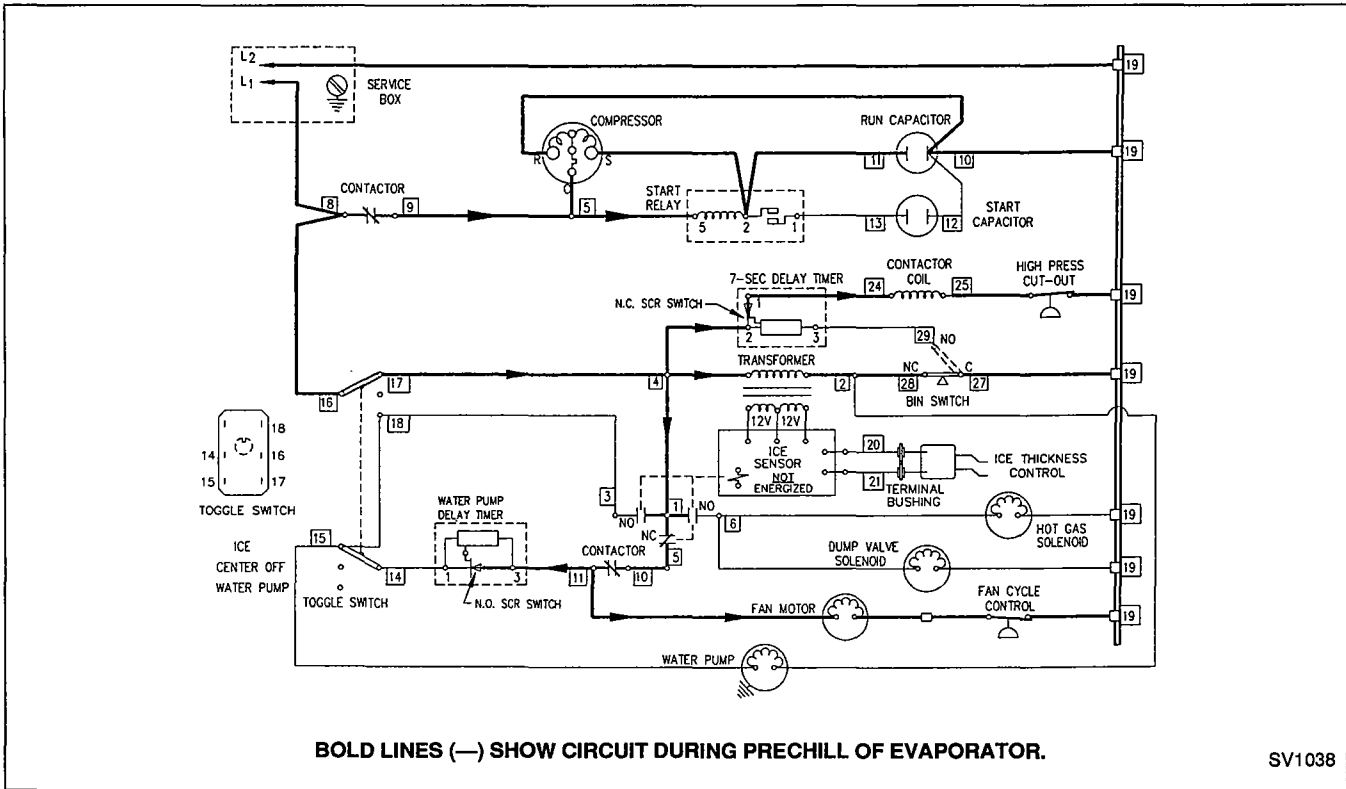 L2
19
L1
SERVICE
BOX
COMPRESSOR
RUN CAPACITOR
R
S
C
11
10
19
8
CONTACTOR
9
5
START
RELAY
5
2
1
13
12
START
CAPACITOR
7-SEC DELAY TIMER
24
CONTACTOR
COIL
25
HIGH PRESS
CUT-OUT
19
N.C. SCR SWITCH
1
2
3
29
NO
TRANSFORMER
17
4
2
NC
28
C
27
19
BIN SWITCH
16
12V
12V
18
18
14
16
15
17
TOGGLE SWITCH
ICE
SENSOR
NOT
ENERGIZED
20
21
TERMINAL
BUSHING
ICE THICKNESS
CONTROL
3
WATER PUMP
DELAY TIMER
NO
1
NO
6
19
HOT GAS
SOLENOID
NC
5
15
ICE
CENTER OFF
WATER PUMP
14
1
3
11
CONTACTOR
10
DUMP VALVE
SOLENOID
19
TOGGLE SWITCH
N.O. SCR SWITCH
FAN MOTOR
FAN CYCLE
CONTROL
19
WATER PUMP
BOLD LINES (—) SHOW CIRCUIT DURING PRECHILL OF EVAPORATOR.
SV1038